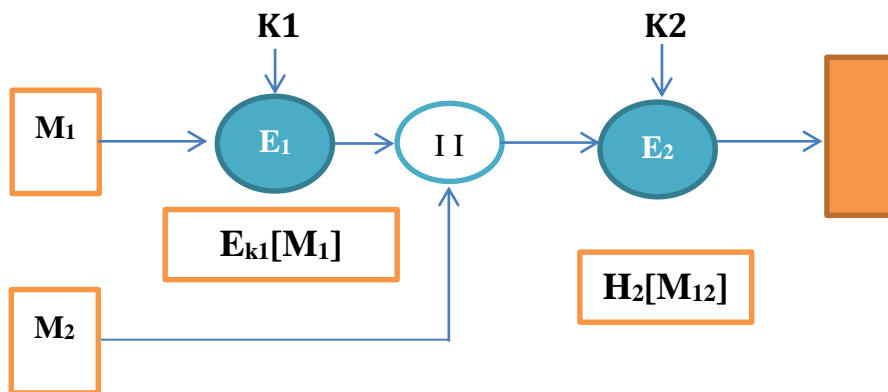 K1 K2
M₁ E₁ I I E₂
Eₖ₁[M₁]
H₂[M₁₂]
M₂